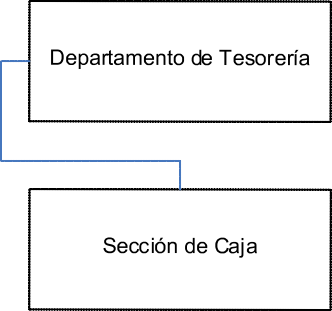 Departamento de Tesorería
Sección de Caja